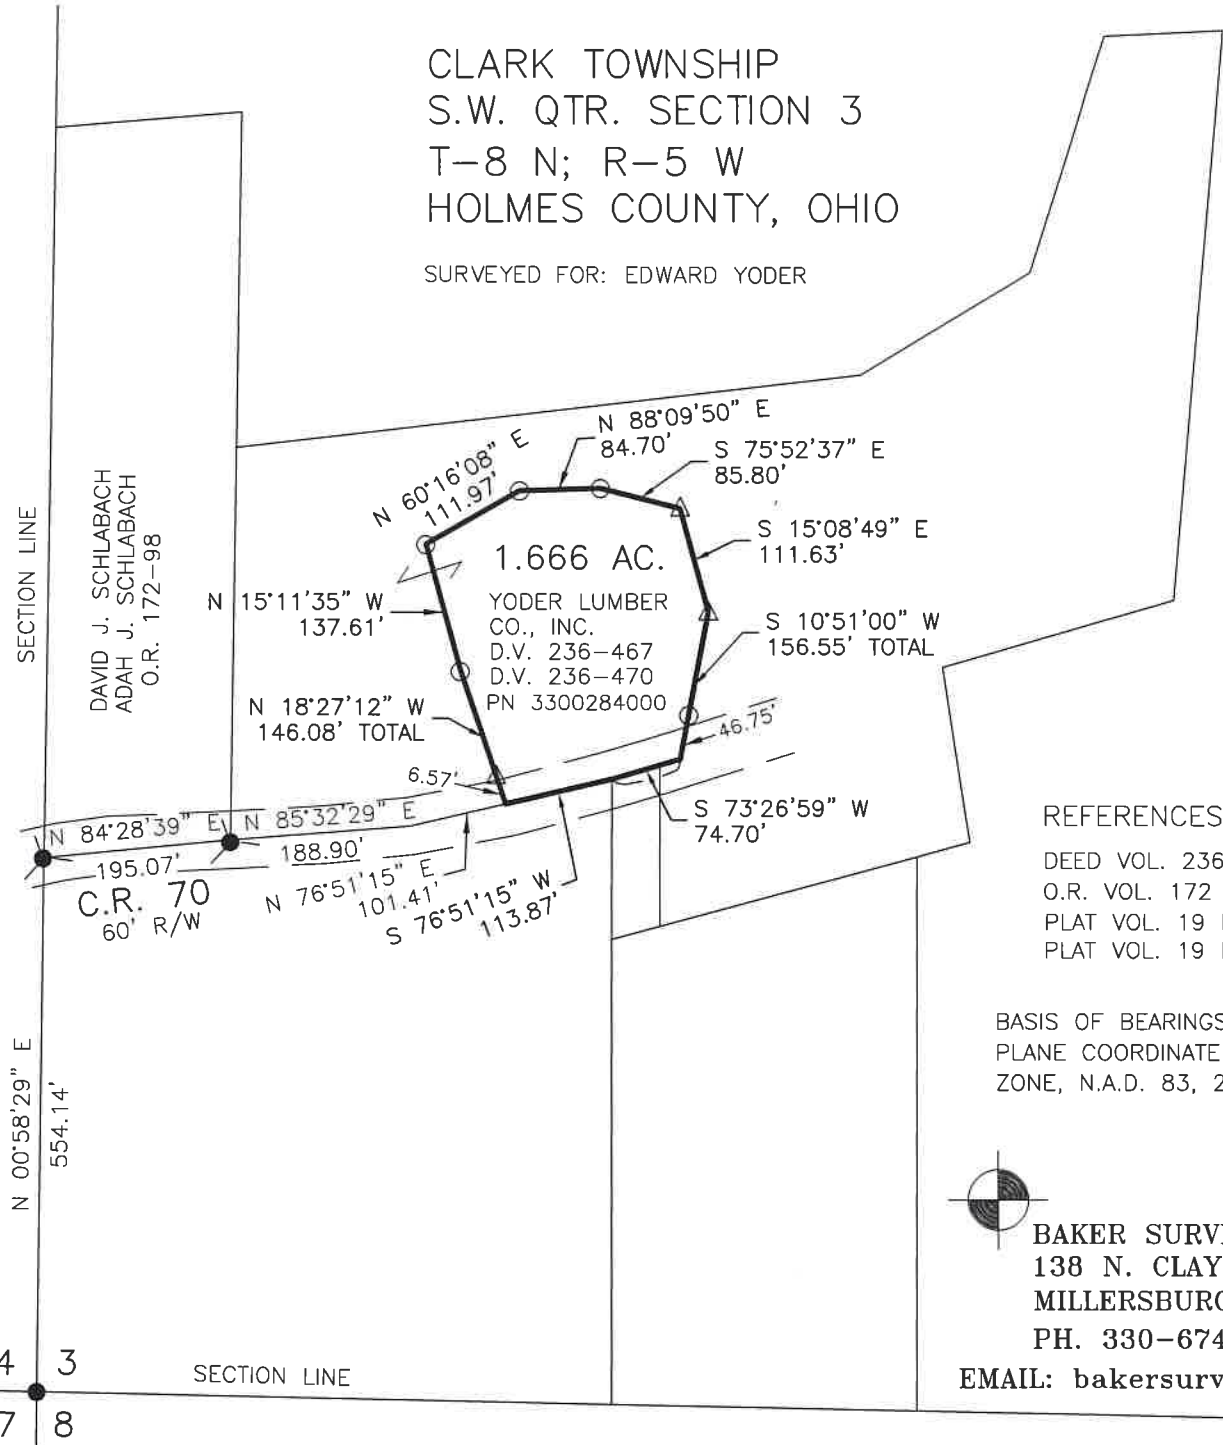 CLARK TOWNSHIP
S.W. QTR. SECTION 3
T-8 N; R-5 W
HOLMES COUNTY, OHIO
SURVEYED FOR: EDWARD YODER
SECTION LINE
DAVID J. SCHLABACH
ADAH J. SCHLABACH
O.R. 172-98
N 60°16'08" E
111.97'
N 88°09'50" E
84.70'
S 75°52'37" E
85.80'
S 15°08'49" E
111.63'
1.666 AC.
YODER LUMBER
CO., INC.
D.V. 236-467
D.V. 236-470
PN 3300284000
N 15°11'35" W
137.61'
S 10°51'00" W
156.55' TOTAL
N 18°27'12" W
146.08' TOTAL
46.75'
6.57'
S 73°26'59" W
74.70'
N 84°28'39" E
195.07'
N 85°32'29" E
188.90'
C.R. 70
60' R/W
N 76°51'15" E
101.41'
S 76°51'15" W
113.87'
REFERENCES
DEED VOL. 236
O.R. VOL. 172
PLAT VOL. 19
PLAT VOL. 19
BASIS OF BEARINGS
PLANE COORDINATE
ZONE, N.A.D. 83, 2
N 00°58'29" E
554.14'
BAKER SURV
138 N. CLAY
MILLERSBURG
PH. 330-674
EMAIL: bakersurv
SECTION LINE
4 3
7 8